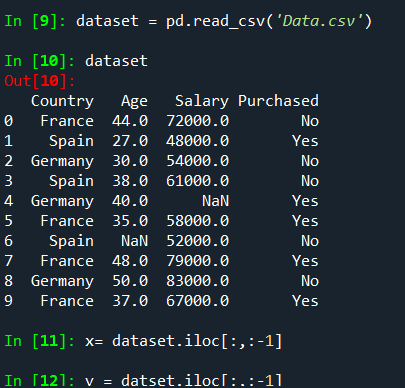 In [9]: dataset = pd.read_csv('Data.csv')
In [10]: dataset
Out[10]:
Country Age Salary Purchased
0 France 44.0 72000.0 No
1 Spain 27.0 48000.0 Yes
2 Germany 30.0 54000.0 No
3 Spain 38.0 61000.0 No
4 Germany 40.0 NaN Yes
5 France 35.0 58000.0 Yes
6 Spain NaN 52000.0 No
7 France 48.0 79000.0 Yes
8 Germany 50.0 83000.0 No
9 France 37.0 67000.0 Yes
In [11]: x= dataset.iloc[:,:-1]
In [12]: y = dataset.iloc[:,:-1]